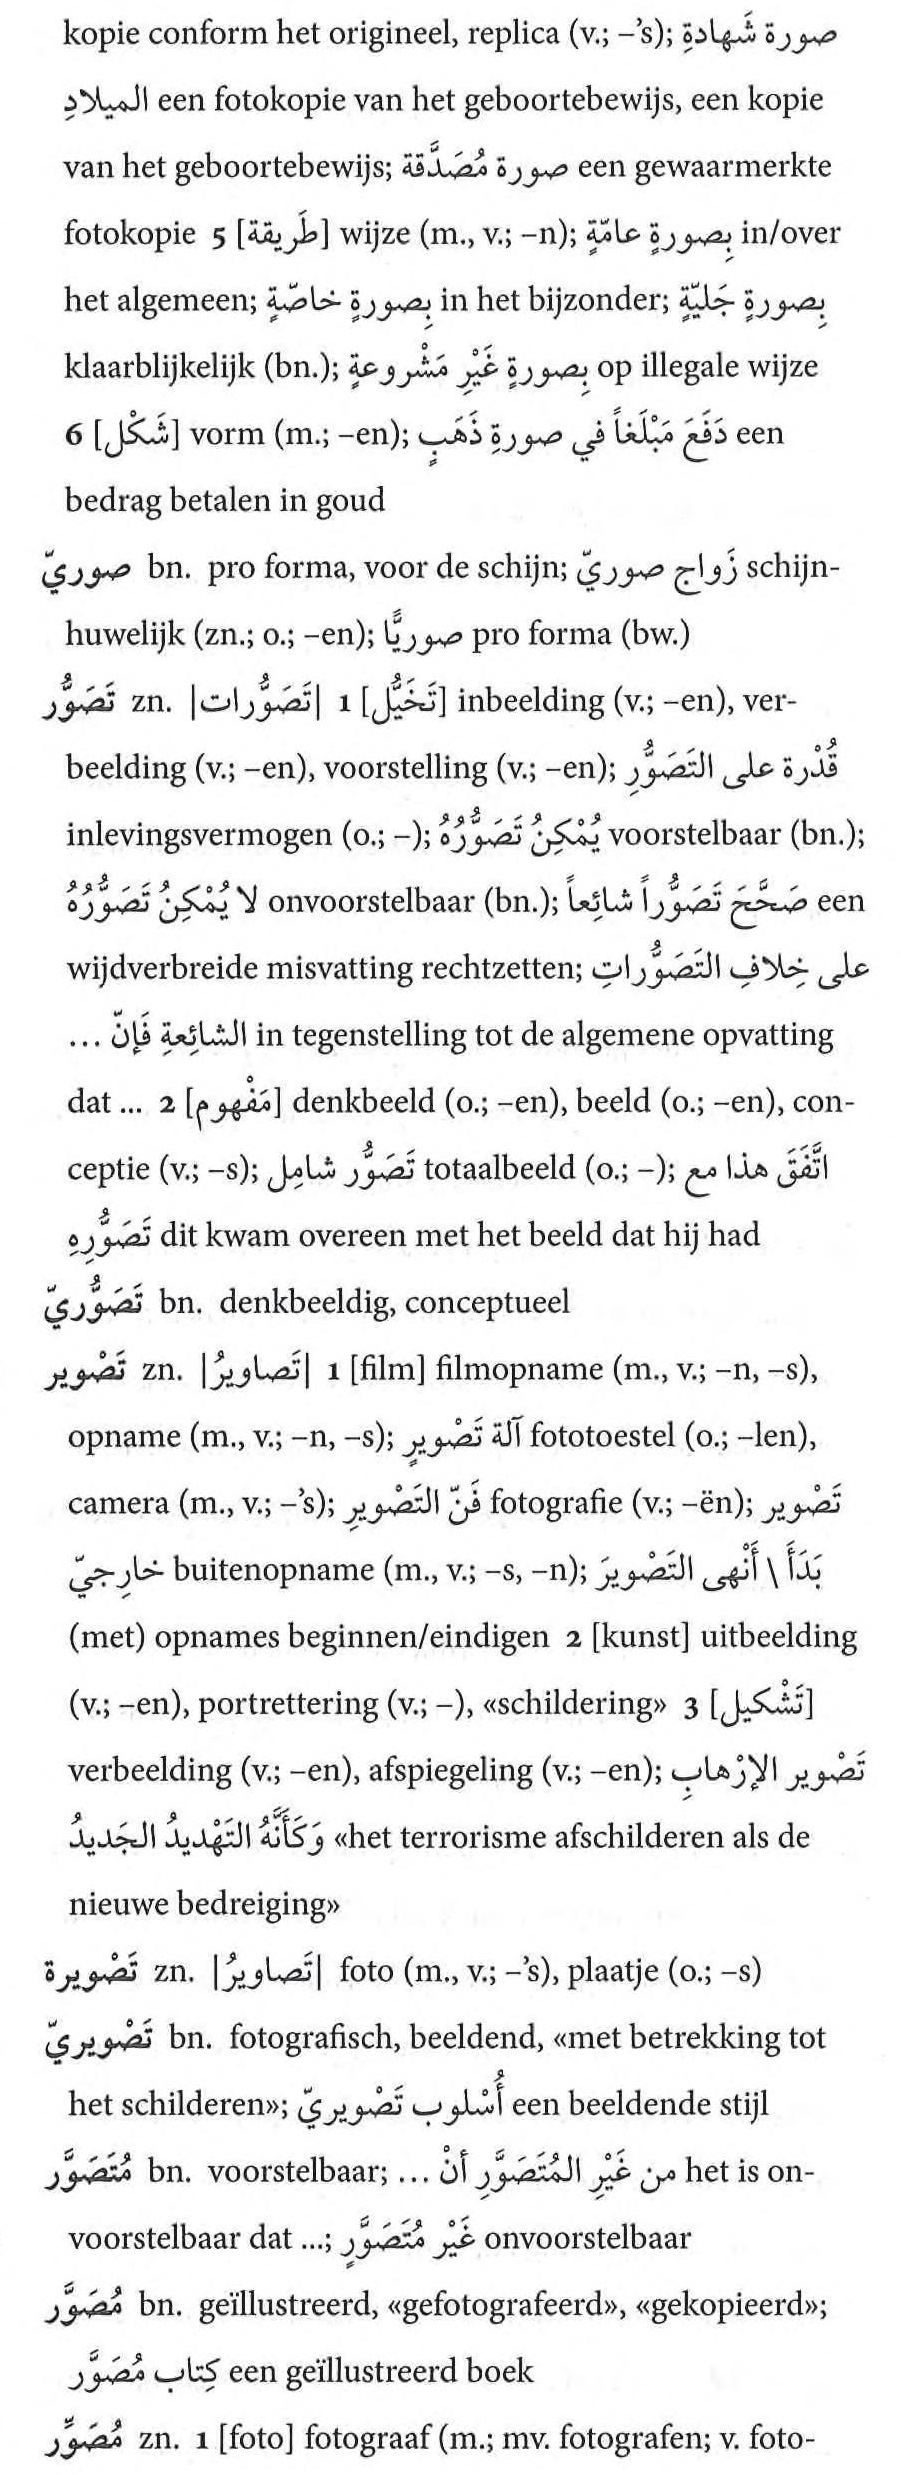 kopie conform het origineel, replica (v.; –’s); صورة شَهادةِ
الميلادِ een fotokopie van het geboortebewijs, een kopie
van het geboortebewijs; صورة مُصَدَّقة een gewaarmerkte
fotokopie 5 [طَريقة] wijze (m., v.; –n); بِصورةٍ عامّةٍ in/over
het algemeen; بِصورةٍ خاصّةٍ in het bijzonder; بِصورةٍ جَليّةٍ
klaarblijkelijk (bn.); بِصورةٍ غَيْرِ مَشْروعةٍ op illegale wijze
6 [شَكْل] vorm (m.; –en); دَفَعَ مَبْلَغاً في صورةِ ذَهَبٍ een
bedrag betalen in goud
صوريّ bn. pro forma, voor de schijn; زَواج صوريّ schijn-
huwelijk (zn.; o.; –en); صوريًّا pro forma (bw.)
تَصَوُّر zn. |تَصَوُّرات| 1 [تَخَيُّل] inbeelding (v.; –en), ver-
beelding (v.; –en), voorstelling (v.; –en); قُدْرة على التَصَوُّرِ
inlevingsvermogen (o.; –); يُمْكِنُ تَصَوُّرُهُ voorstelbaar (bn.);
لا يُمْكِنُ تَصَوُّرُهُ onvoorstelbaar (bn.); صَحَّحَ تَصَوُّراً شائِعاً een
wijdverbreide misvatting rechtzetten; على خِلافِ التَصَوُّراتِ
الشائِعةِ فَإنّ ... in tegenstelling tot de algemene opvatting
dat ... 2 [مَفْهوم] denkbeeld (o.; –en), beeld (o.; –en), con-
ceptie (v.; –s); تَصَوُّر شامِل totaalbeeld (o.; –); اتَّفَقَ هذا مع
تَصَوُّرِهِ dit kwam overeen met het beeld dat hij had
تَصَوُّريّ bn. denkbeeldig, conceptueel
تَصْوير zn. |تَصاويرُ| 1 [film] filmopname (m., v.; –n, –s),
opname (m., v.; –n, –s); آلة تَصْويرٍ fototoestel (o.; –len),
camera (m., v.; –’s); فَنّ التَصْويرِ fotografie (v.; –ën); تَصْوير
خارِجيّ buitenopname (m., v.; –s, –n); بَدَأَ \ أَنْهى التَصْويرَ
(met) opnames beginnen/eindigen 2 [kunst] uitbeelding
(v.; –en), portrettering (v.; –), «schildering» 3 [تَشْكيل]
verbeelding (v.; –en), afspiegeling (v.; –en); تَصْوير الإرْهابِ
وَكَأَنَّهُ التَهْديدُ الجَديدُ «het terrorisme afschilderen als de
nieuwe bedreiging»
تَصْويرة zn. |تَصاويرُ| foto (m., v.; –’s), plaatje (o.; –s)
تَصْويريّ bn. fotografisch, beeldend, «met betrekking tot
het schilderen»; أُسْلوب تَصْويريّ een beeldende stijl
مُتَصَوَّر bn. voorstelbaar; من غَيْرِ المُتَصَوَّرِ أنْ ... het is on-
voorstelbaar dat ...; غَيْر مُتَصَوَّرٍ onvoorstelbaar
مُصَوَّر bn. geïllustreerd, «gefotografeerd», «gekopieerd»;
كِتاب مُصَوَّر een geïllustreerd boek
مُصَوِّر zn. 1 [foto] fotograaf (m.; mv. fotografen; v. foto-